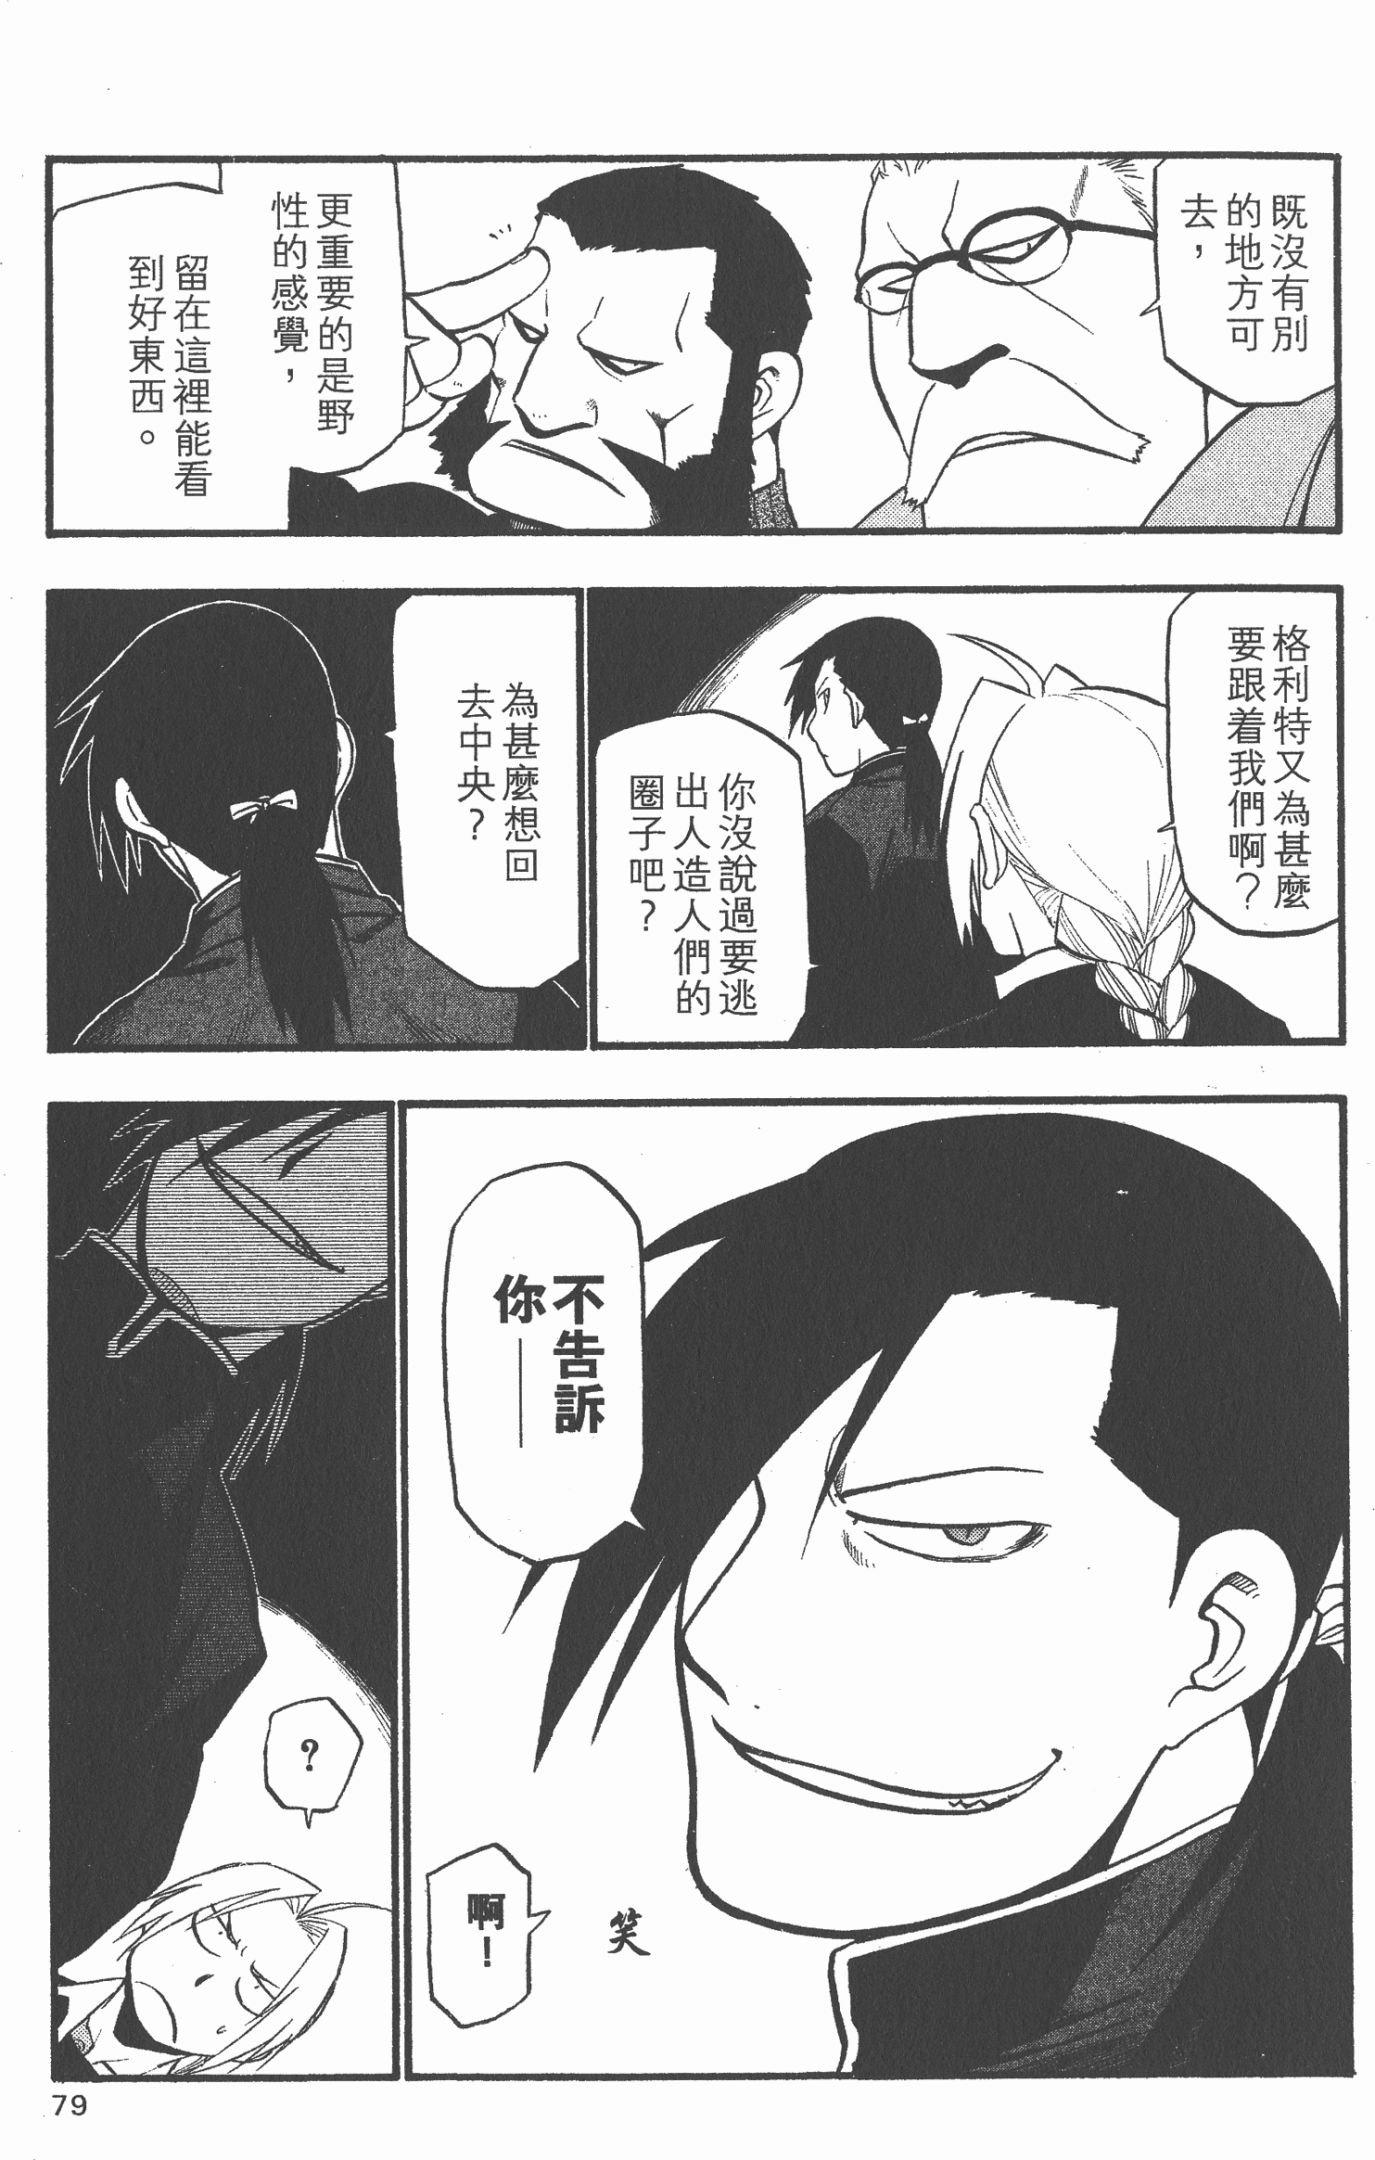 既沒有別
的地方可
去，
更重要的是野
性的感覺，
留在這裡能看
到好東西。
格利特又為甚麼
要跟着我們啊？
你沒說過要逃
出人造人們的
圈子吧？
為甚麼想回
去中央？
不告訴
你——
笑
啊！
？
79